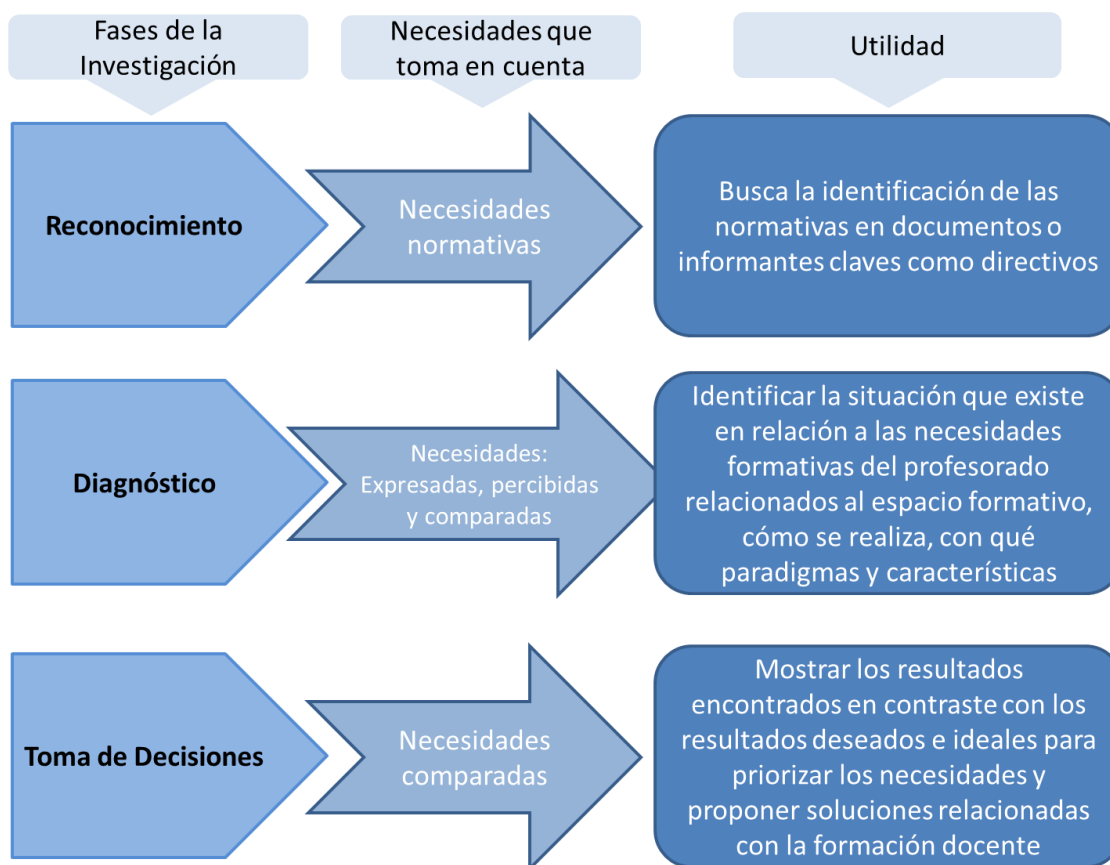 Fases de la
Investigación
Necesidades que
toma en cuenta
Utilidad
Reconocimiento
Necesidades
normativas
Busca la identificación de las
normativas en documentos o
informantes claves como directivos
Diagnóstico
Necesidades:
Expresadas, percibidas
y comparadas
Identificar la situación que existe
en relación a las necesidades
formativas del profesorado
relacionados al espacio formativo,
cómo se realiza, con qué
paradigmas y características
Toma de Decisiones
Necesidades
comparadas
Mostrar los resultados
encontrados en contraste con los
resultados deseados e ideales para
priorizar los necesidades y
proponer soluciones relacionadas
con la formación docente